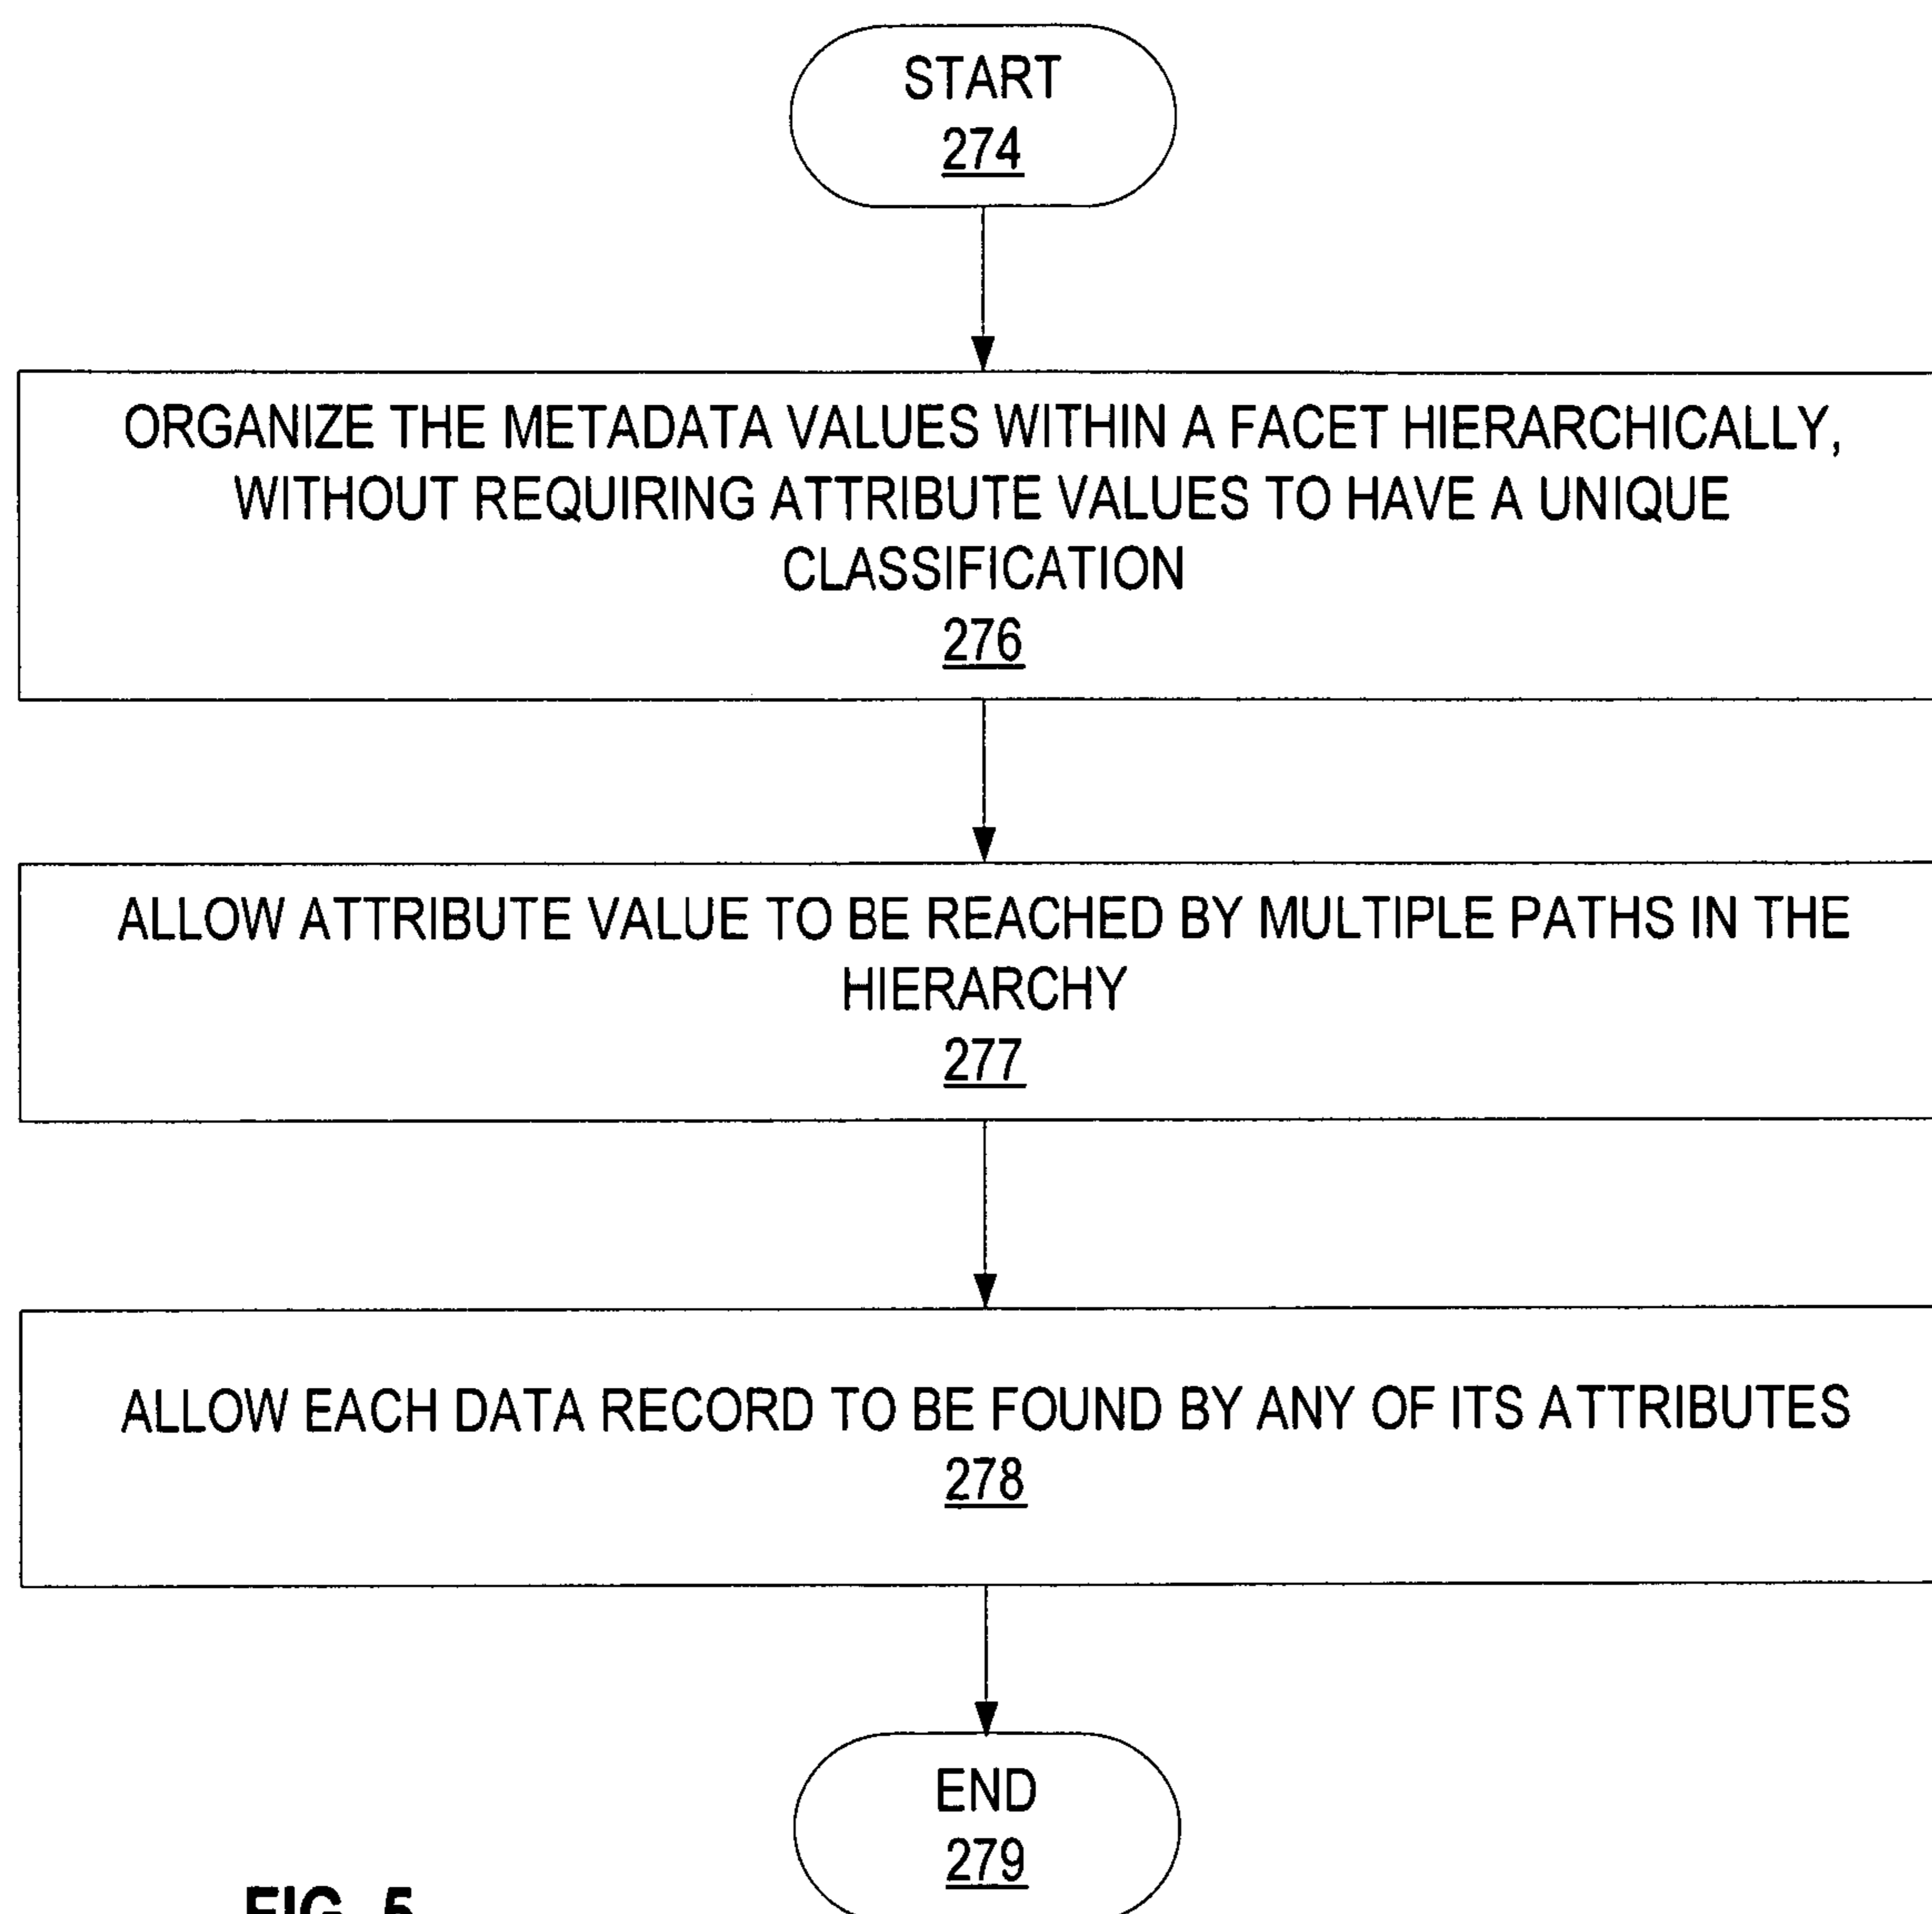 START
274
ORGANIZE THE METADATA VALUES WITHIN A FACET HIERARCHICALLY,
WITHOUT REQUIRING ATTRIBUTE VALUES TO HAVE A UNIQUE
CLASSIFICATION
276
ALLOW ATTRIBUTE VALUE TO BE REACHED BY MULTIPLE PATHS IN THE
HIERARCHY
277
ALLOW EACH DATA RECORD TO BE FOUND BY ANY OF ITS ATTRIBUTES
278
END
279
FIG. 5